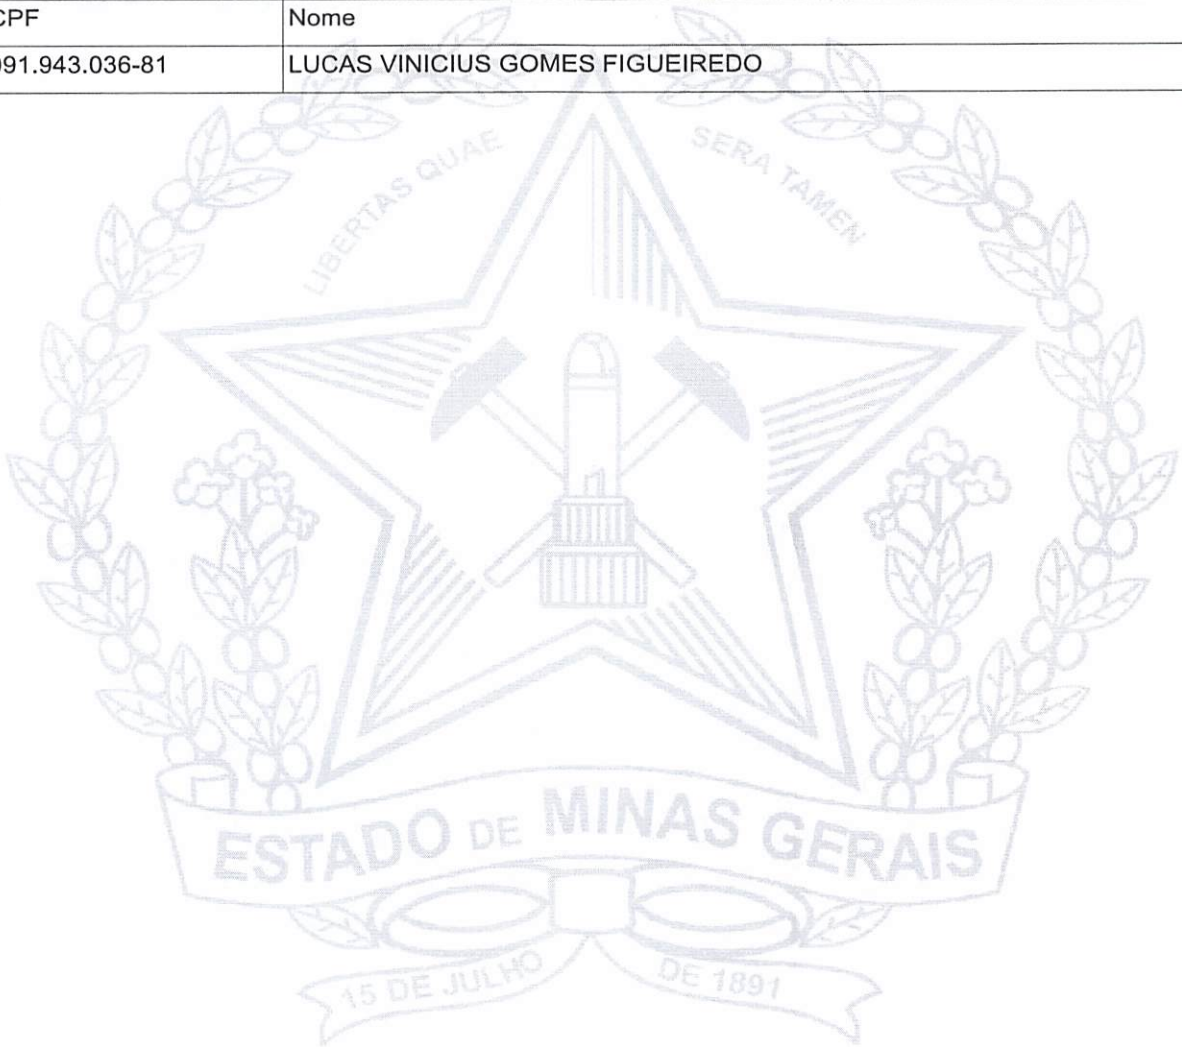 CPF Nome
091.943.036-81 LUCAS VINICIUS GOMES FIGUEIREDO
LIBERTAS QUAE SERA TAMEN
ESTADO DE MINAS GERAIS
15 DE JULHO DE 1891